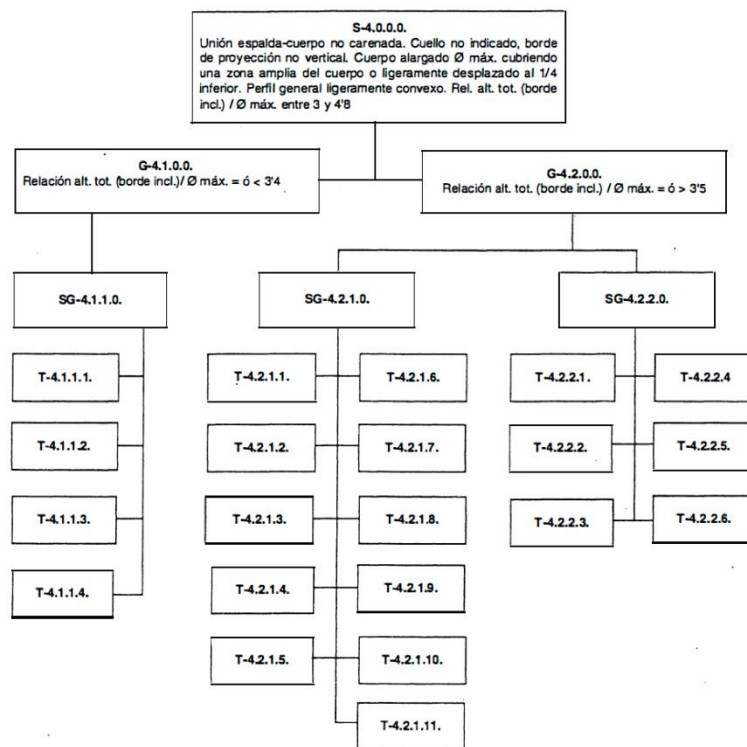 S-4.0.0.0.
Unión espalda-cuerpo no carenada. Cuello no indicado, borde
de proyección no vertical. Cuerpo alargado Ø máx. cubriendo
una zona amplia del cuerpo o ligeramente desplazado al 1/4
inferior. Perfil general ligeramente convexo. Rel. alt. tot. (borde
incl.) / Ø máx. entre 3 y 4'8
G-4.1.0.0.
Relación alt. tot. (borde incl.)/ Ø máx. = ó < 3'4
G-4.2.0.0.
Relación alt. tot. (borde incl.) / Ø máx. = ó > 3'5
SG-4.1.1.0.
SG-4.2.1.0.
SG-4.2.2.0.
T-4.1.1.1.
T-4.1.1.2.
T-4.1.1.3.
T-4.1.1.4.
T-4.2.1.1.
T-4.2.1.2.
T-4.2.1.3.
T-4.2.1.4.
T-4.2.1.5.
T-4.2.1.6.
T-4.2.1.7.
T-4.2.1.8.
T-4.2.1.9.
T-4.2.1.10.
T-4.2.1.11.
T-4.2.2.1.
T-4.2.2.2.
T-4.2.2.3.
T-4.2.2.4
T-4.2.2.5.
T-4.2.2.6.